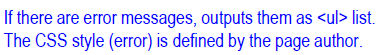 If there are error messages, outputs them as <ul> list.
The CSS style (error) is defined by the page author.